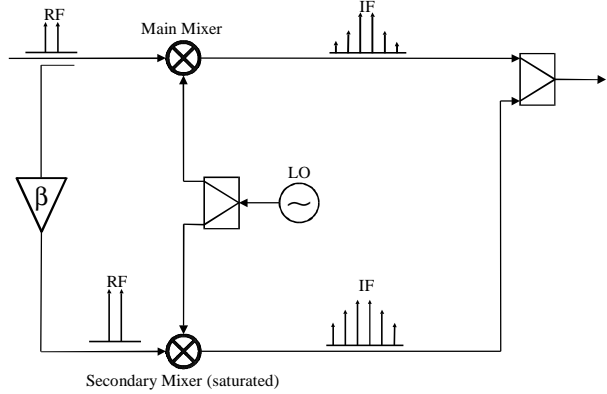 RF
Main Mixer
IF
LO
β
RF
IF
Secondary Mixer (saturated)